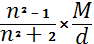 n² - 1 / n² + 2 × M / d